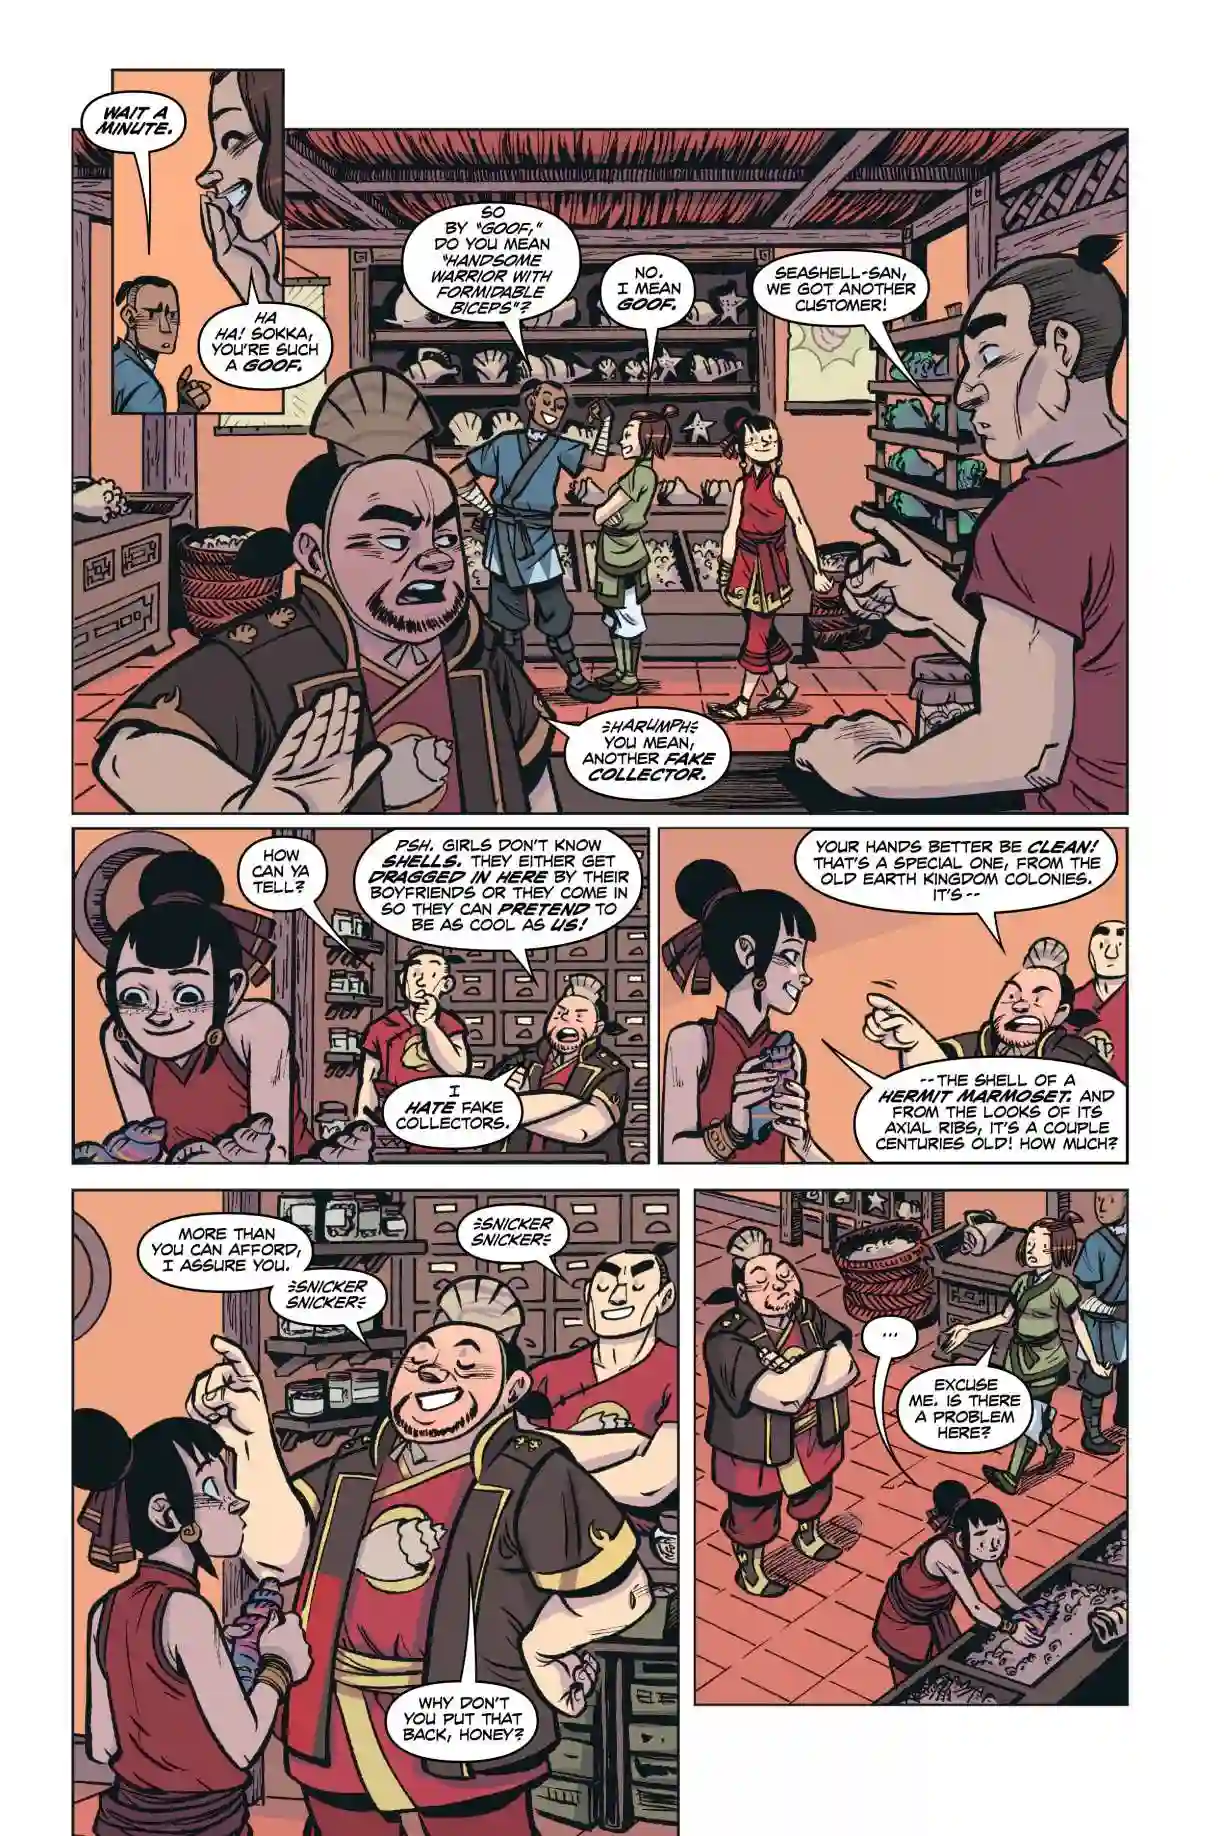 WAIT A
MINUTE.
HA
HA! SOKKA,
YOU'RE SUCH
A GOOF.
SO
BY "GOOF,"
DO YOU MEAN
"HANDSOME
WARRIOR WITH
FORMIDABLE
BICEPS"?
NO.
I MEAN
GOOF.
SEASHELL-SAN,
WE GOT ANOTHER
CUSTOMER!
HARUMPH
YOU MEAN,
ANOTHER FAKE
COLLECTOR.
HOW
CAN YA
TELL?
PSH. GIRLS DON'T KNOW
SHELLS. THEY EITHER GET
DRAGGED IN HERE BY THEIR
BOYFRIENDS OR THEY COME IN
SO THEY CAN PRETEND TO
BE AS COOL AS US!
I
HATE FAKE
COLLECTORS.
YOUR HANDS BETTER BE CLEAN!
THAT'S A SPECIAL ONE, FROM THE
OLD EARTH KINGDOM COLONIES.
IT'S --
-- THE SHELL OF A
HERMIT MARMOSET. AND
FROM THE LOOKS OF ITS
AXIAL RIBS, IT'S A COUPLE
CENTURIES OLD! HOW MUCH?
MORE THAN
YOU CAN AFFORD,
I ASSURE YOU.
SNICKER
SNICKER
SNICKER
SNICKER
WHY DON'T
YOU PUT THAT
BACK, HONEY?
...
EXCUSE
ME. IS THERE
A PROBLEM
HERE?